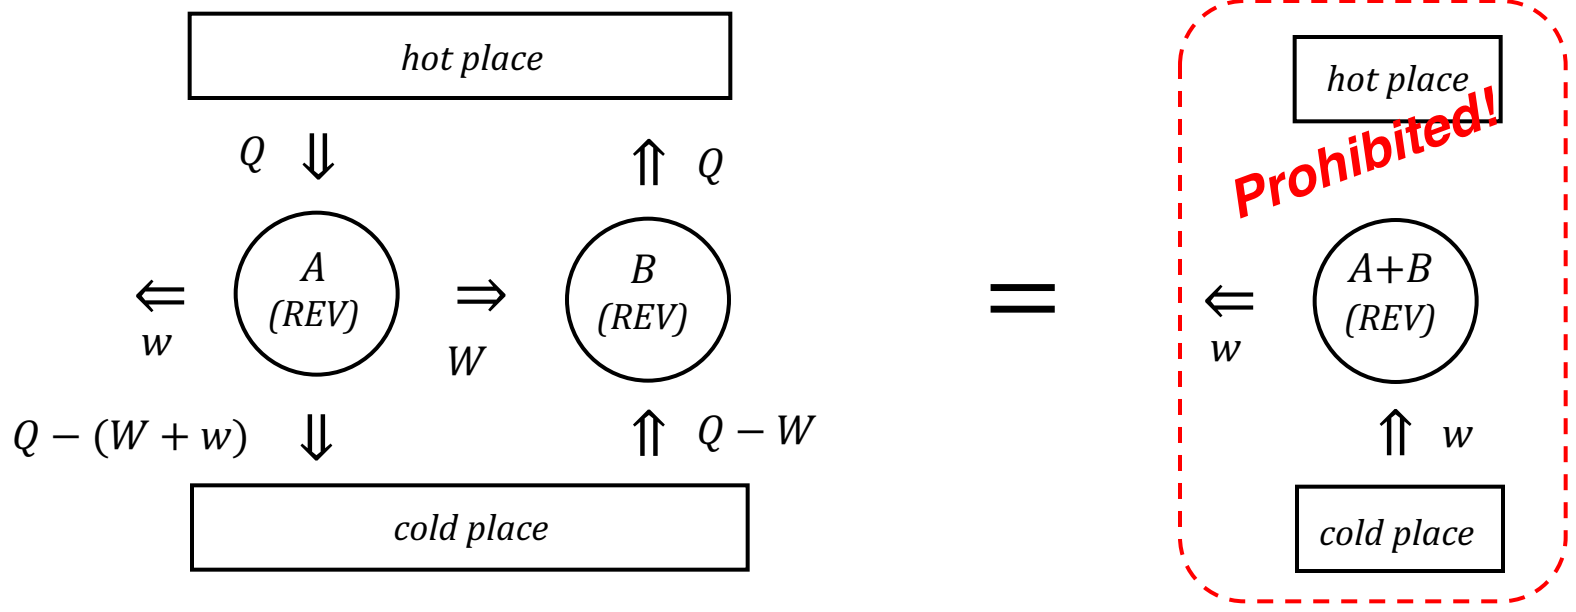 hot place
Q ⇓
⇑ Q
A
(REV)
B
(REV)
⇐
w
⇒
W
Q − (W + w) ⇓
⇑ Q − W
cold place
=
hot place
Prohibited!
A+B
(REV)
⇐
w
⇑ w
cold place